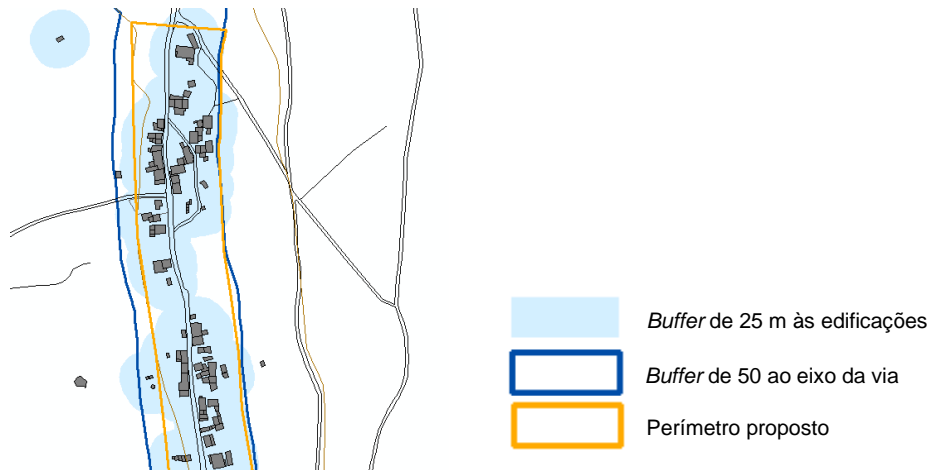 Buffer de 25 m às edificações
Buffer de 50 ao eixo da via
Perímetro proposto